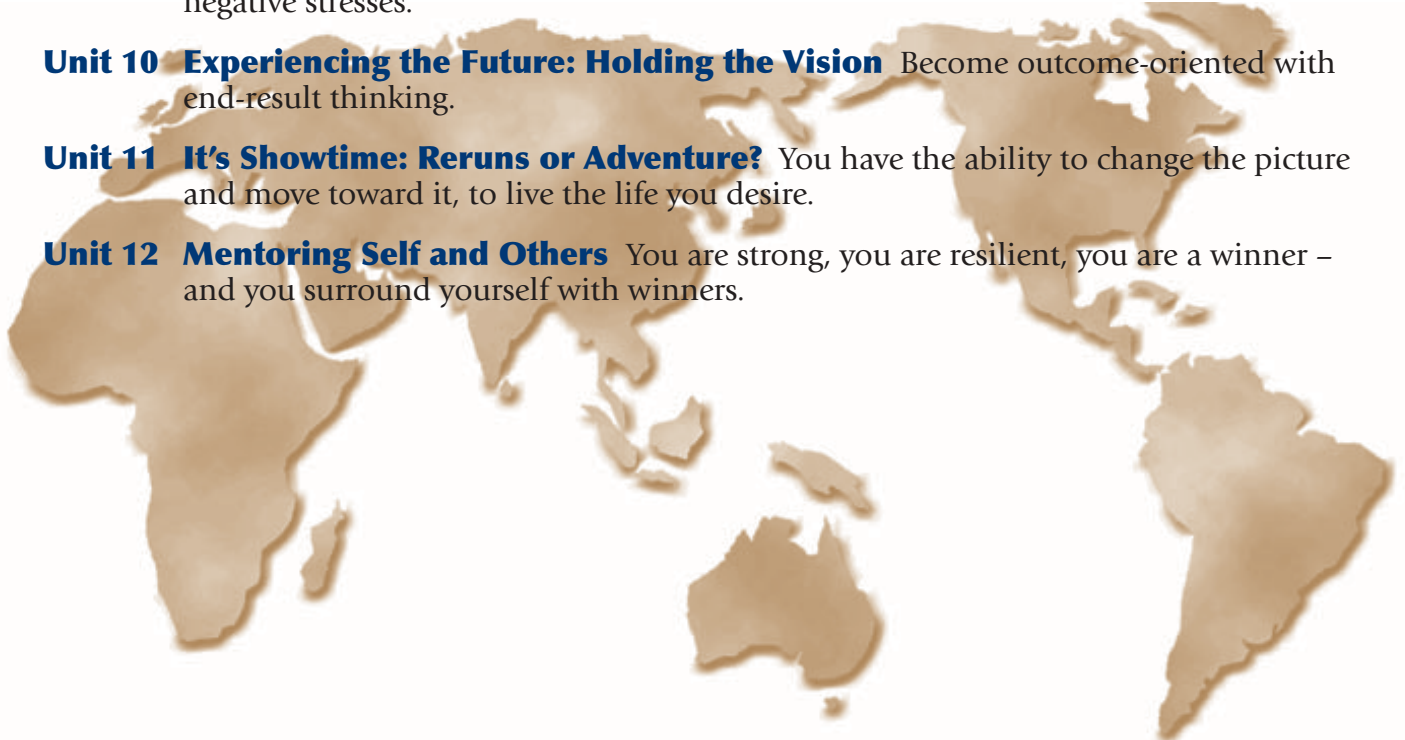 negative stresses.
Unit 10 Experiencing the Future: Holding the Vision Become outcome-oriented with
end-result thinking.
Unit 11 It's Showtime: Reruns or Adventure? You have the ability to change the picture
and move toward it, to live the life you desire.
Unit 12 Mentoring Self and Others You are strong, you are resilient, you are a winner –
and you surround yourself with winners.